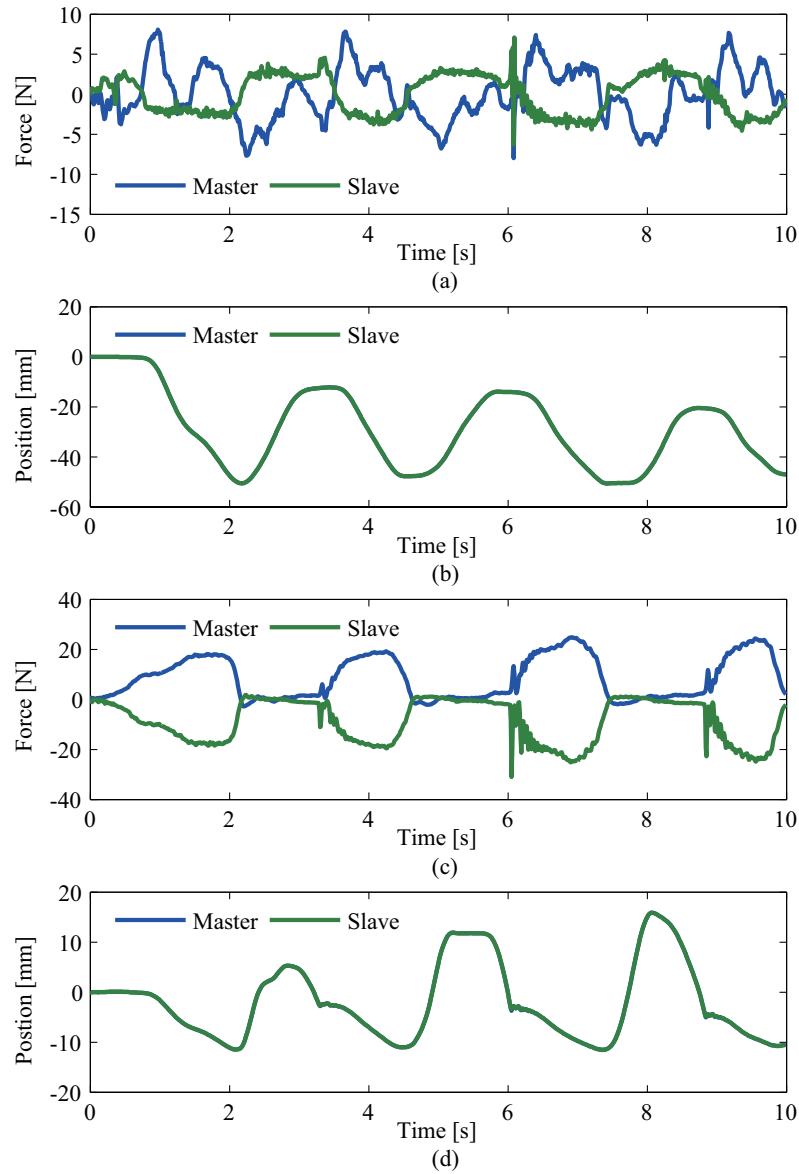 10
5
0
-5
-10
-15
Force [N]
Master
Slave
0 2 4 6 8 10
Time [s]
(a)
20
0
-20
-40
-60
Position [mm]
Master
Slave
0 2 4 6 8 10
Time [s]
(b)
40
20
0
-20
-40
Force [N]
Master
Slave
0 2 4 6 8 10
Time [s]
(c)
20
10
0
-10
-20
Postion [mm]
Master
Slave
0 2 4 6 8 10
Time [s]
(d)